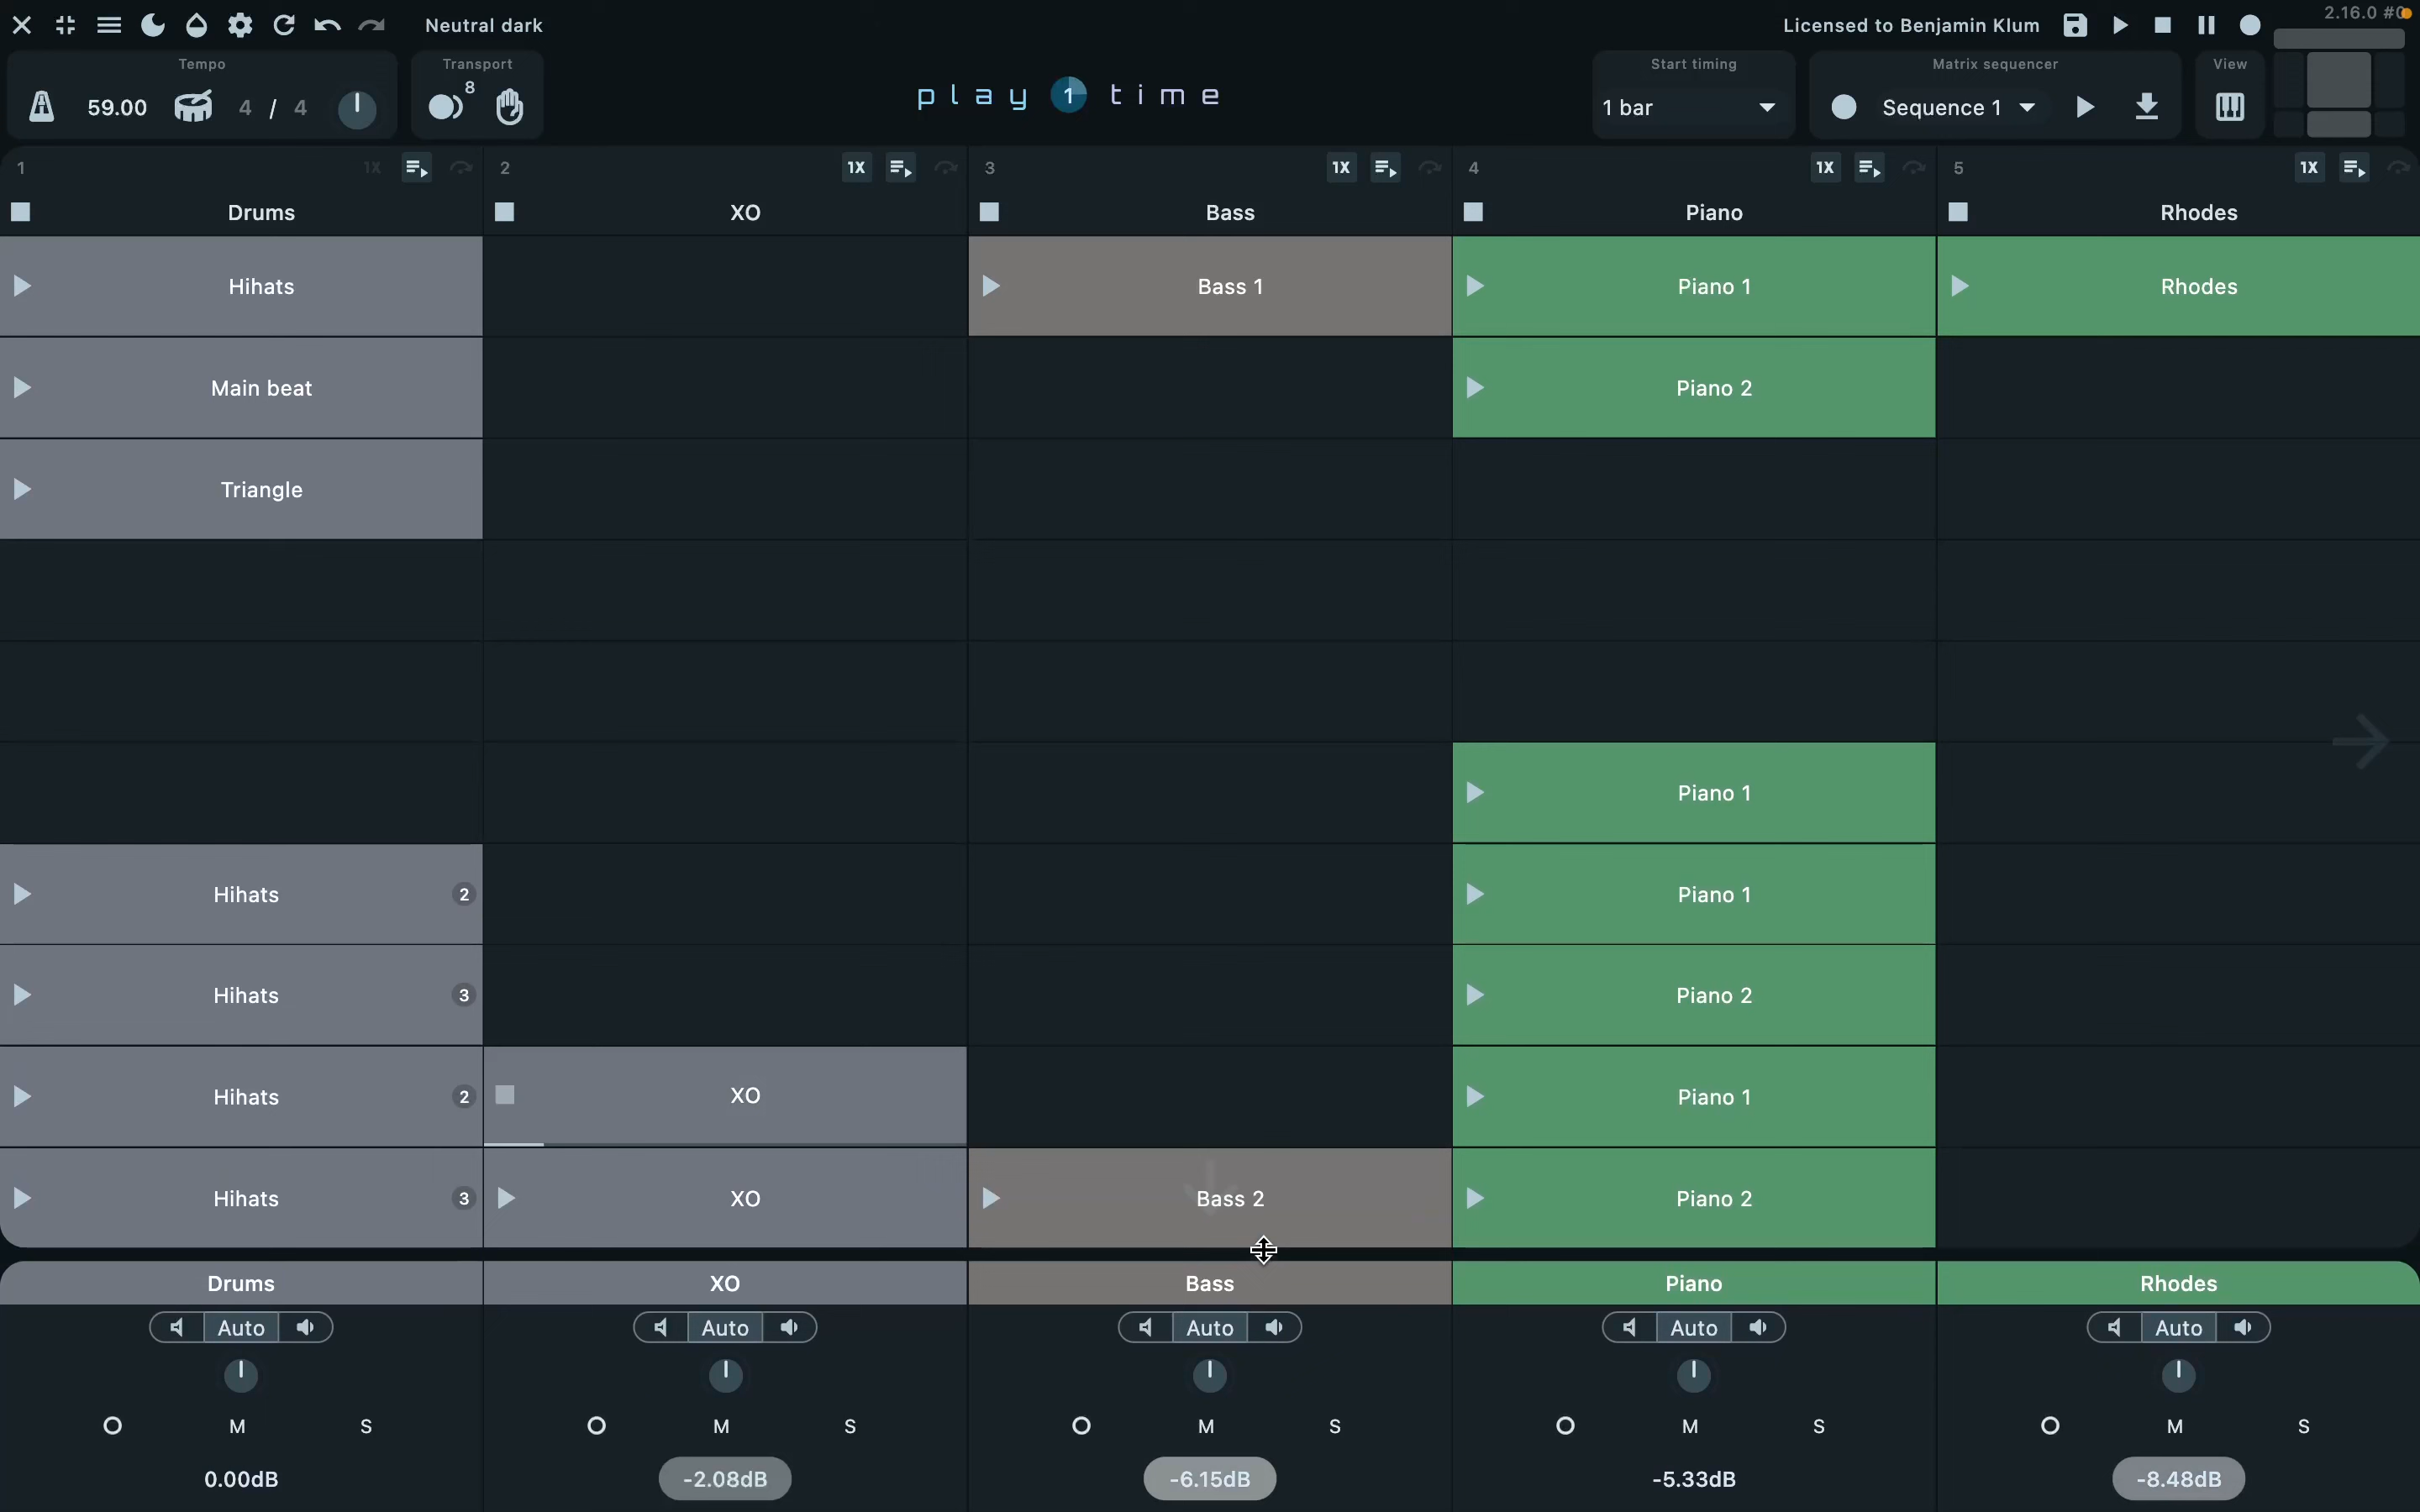 Neutral dark
Licensed to Benjamin Klum
2.16.0
Tempo
Transport
Start timing
Matrix sequencer
View
59.00
4 / 4
8
play 1 time
1 bar
Sequence 1
1 1X
2 1X
3 1X
4 1X
5 1X
Drums XO Bass Piano Rhodes
Hihats Bass 1 Piano 1 Rhodes
Main beat Piano 2
Triangle
Piano 1
Hihats 2 Piano 1
Hihats 3 Piano 2
Hihats 2 XO Piano 1
Hihats 3 XO Bass 2 Piano 2
Drums XO Bass Piano Rhodes
Auto Auto Auto Auto Auto
M S M S M S M S M S
0.00dB -2.08dB -6.15dB -5.33dB -8.48dB